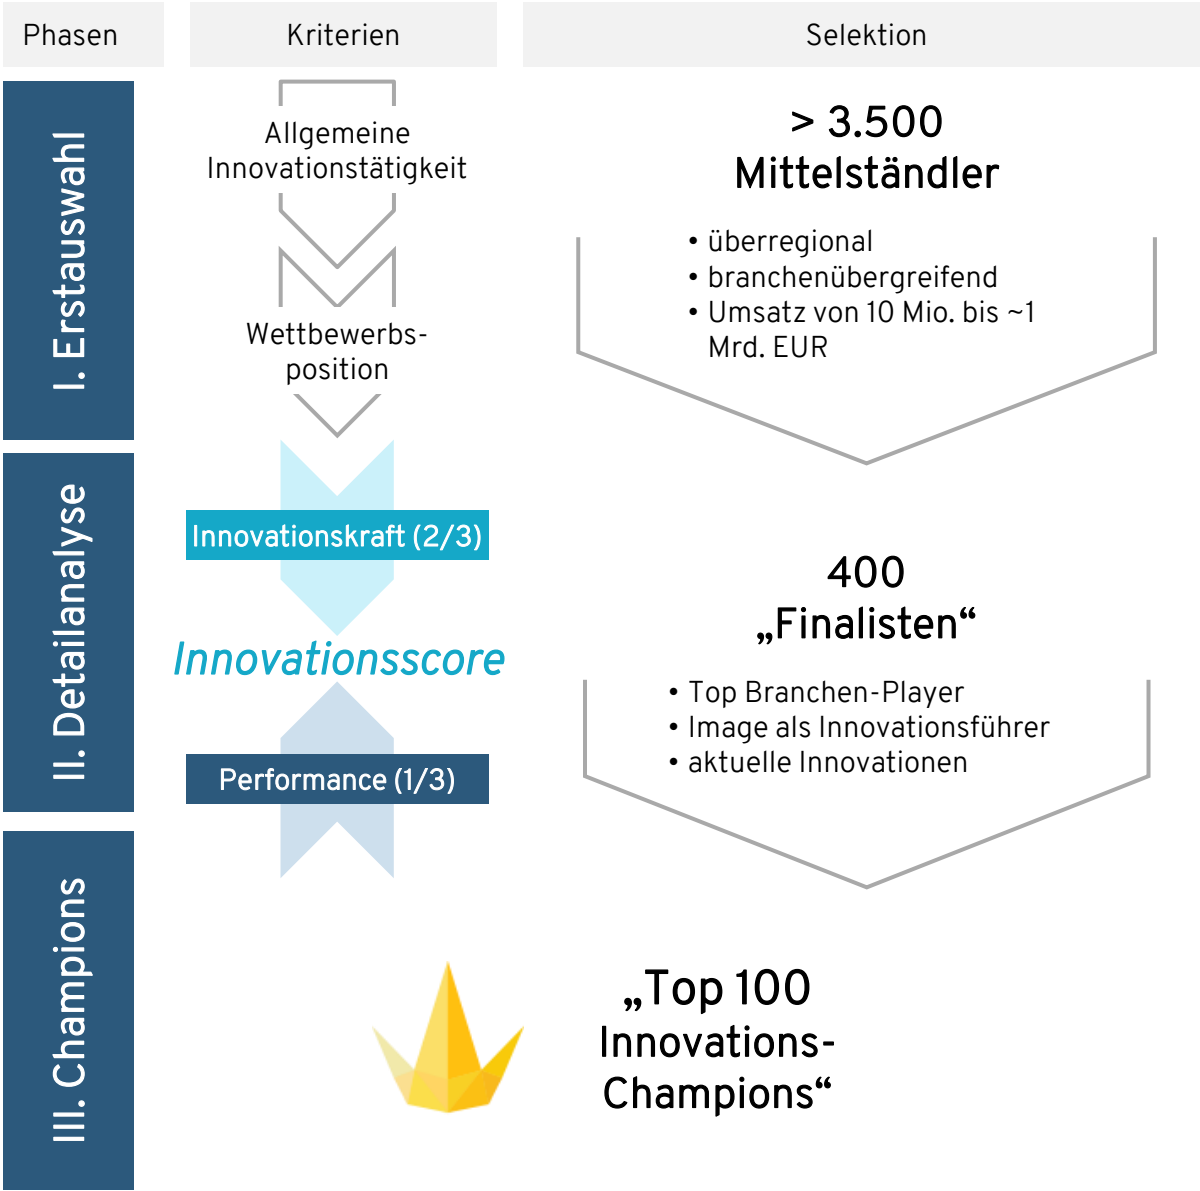 Phasen
Kriterien
Selektion
I. Erstauswahl
Allgemeine
Innovationstätigkeit
Wettbewerbs-
position
> 3.500
Mittelständler
• überregional
• branchenübergreifend
• Umsatz von 10 Mio. bis ~1
Mrd. EUR
II. Detailanalyse
Innovationskraft (2/3)
Innovationsscore
Performance (1/3)
400
„Finalisten“
• Top Branchen-Player
• Image als Innovationsführer
• aktuelle Innovationen
III. Champions
„Top 100
Innovations-
Champions“